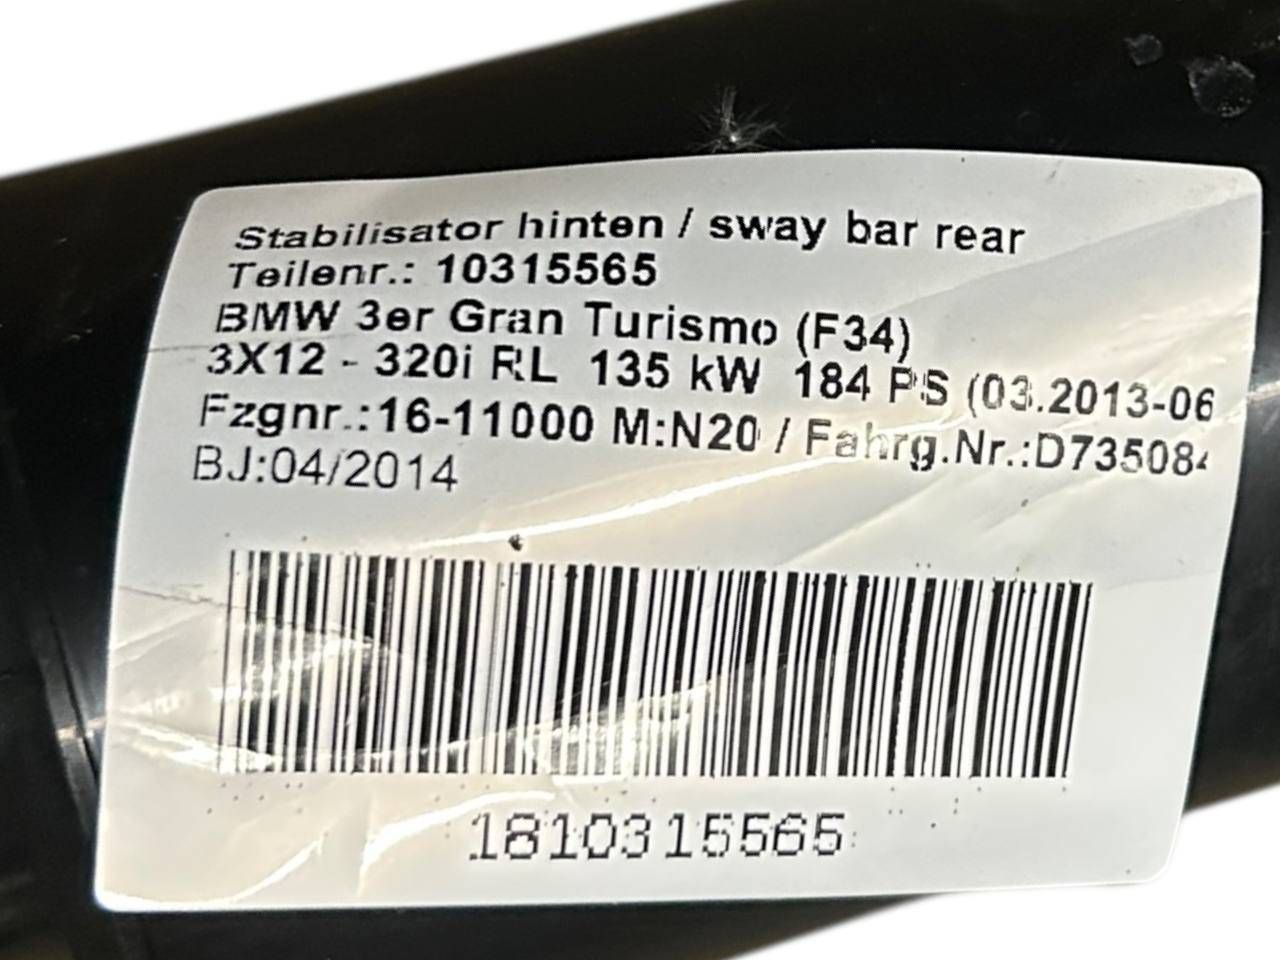 Stabilisator hinten / sway bar rear
Teilenr.: 10315565
BMW 3er Gran Turismo (F34)
3X12 - 320i RL 135 kW 184 PS (03.2013-06
Fzgnr.:16-11000 M:N20 / Fahrg.Nr.:D735084
BJ:04/2014
1810315565